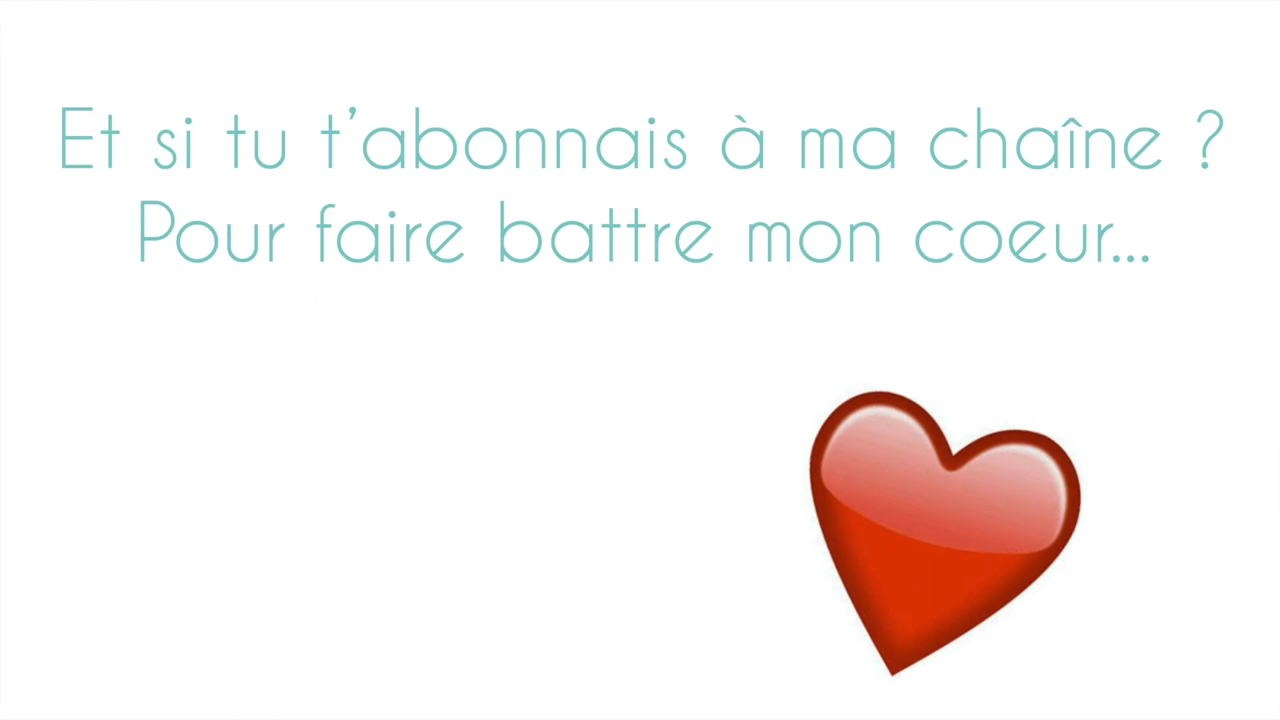 Et si tu t’abonnais à ma chaîne ?
Pour faire battre mon coeur...